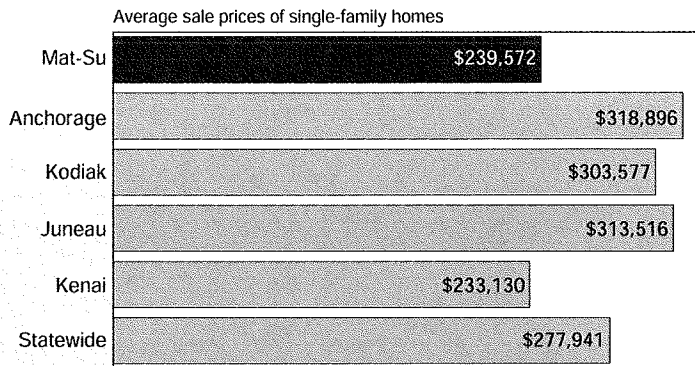 Average sale prices of single-family homes
Mat-Su $239,572
Anchorage $318,896
Kodiak $303,577
Juneau $313,516
Kenai $233,130
Statewide $277,941